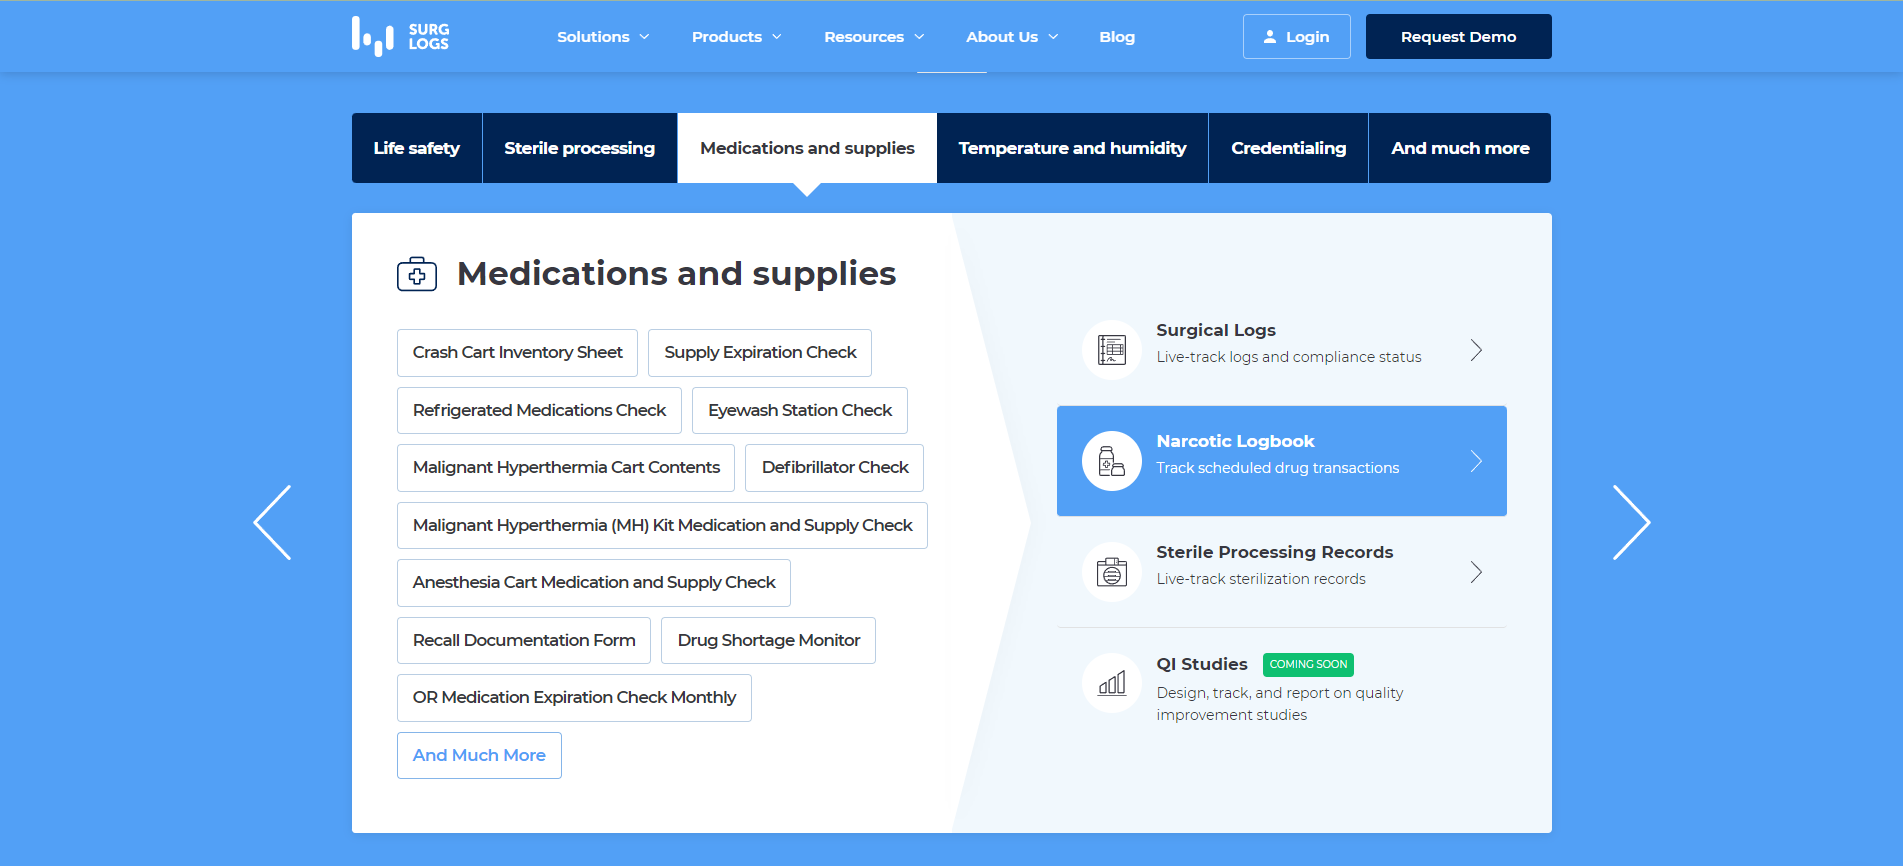 SURG
LOGS
Solutions
Products
Resources
About Us
Blog
Login
Request Demo
Life safety
Sterile processing
Medications and supplies
Temperature and humidity
Credentialing
And much more
Medications and supplies
Crash Cart Inventory Sheet
Supply Expiration Check
Refrigerated Medications Check
Eyewash Station Check
Malignant Hyperthermia Cart Contents
Defibrillator Check
Malignant Hyperthermia (MH) Kit Medication and Supply Check
Anesthesia Cart Medication and Supply Check
Recall Documentation Form
Drug Shortage Monitor
OR Medication Expiration Check Monthly
And Much More
Surgical Logs
Live-track logs and compliance status
Narcotic Logbook
Track scheduled drug transactions
Sterile Processing Records
Live-track sterilization records
QI Studies
COMING SOON
Design, track, and report on quality
improvement studies